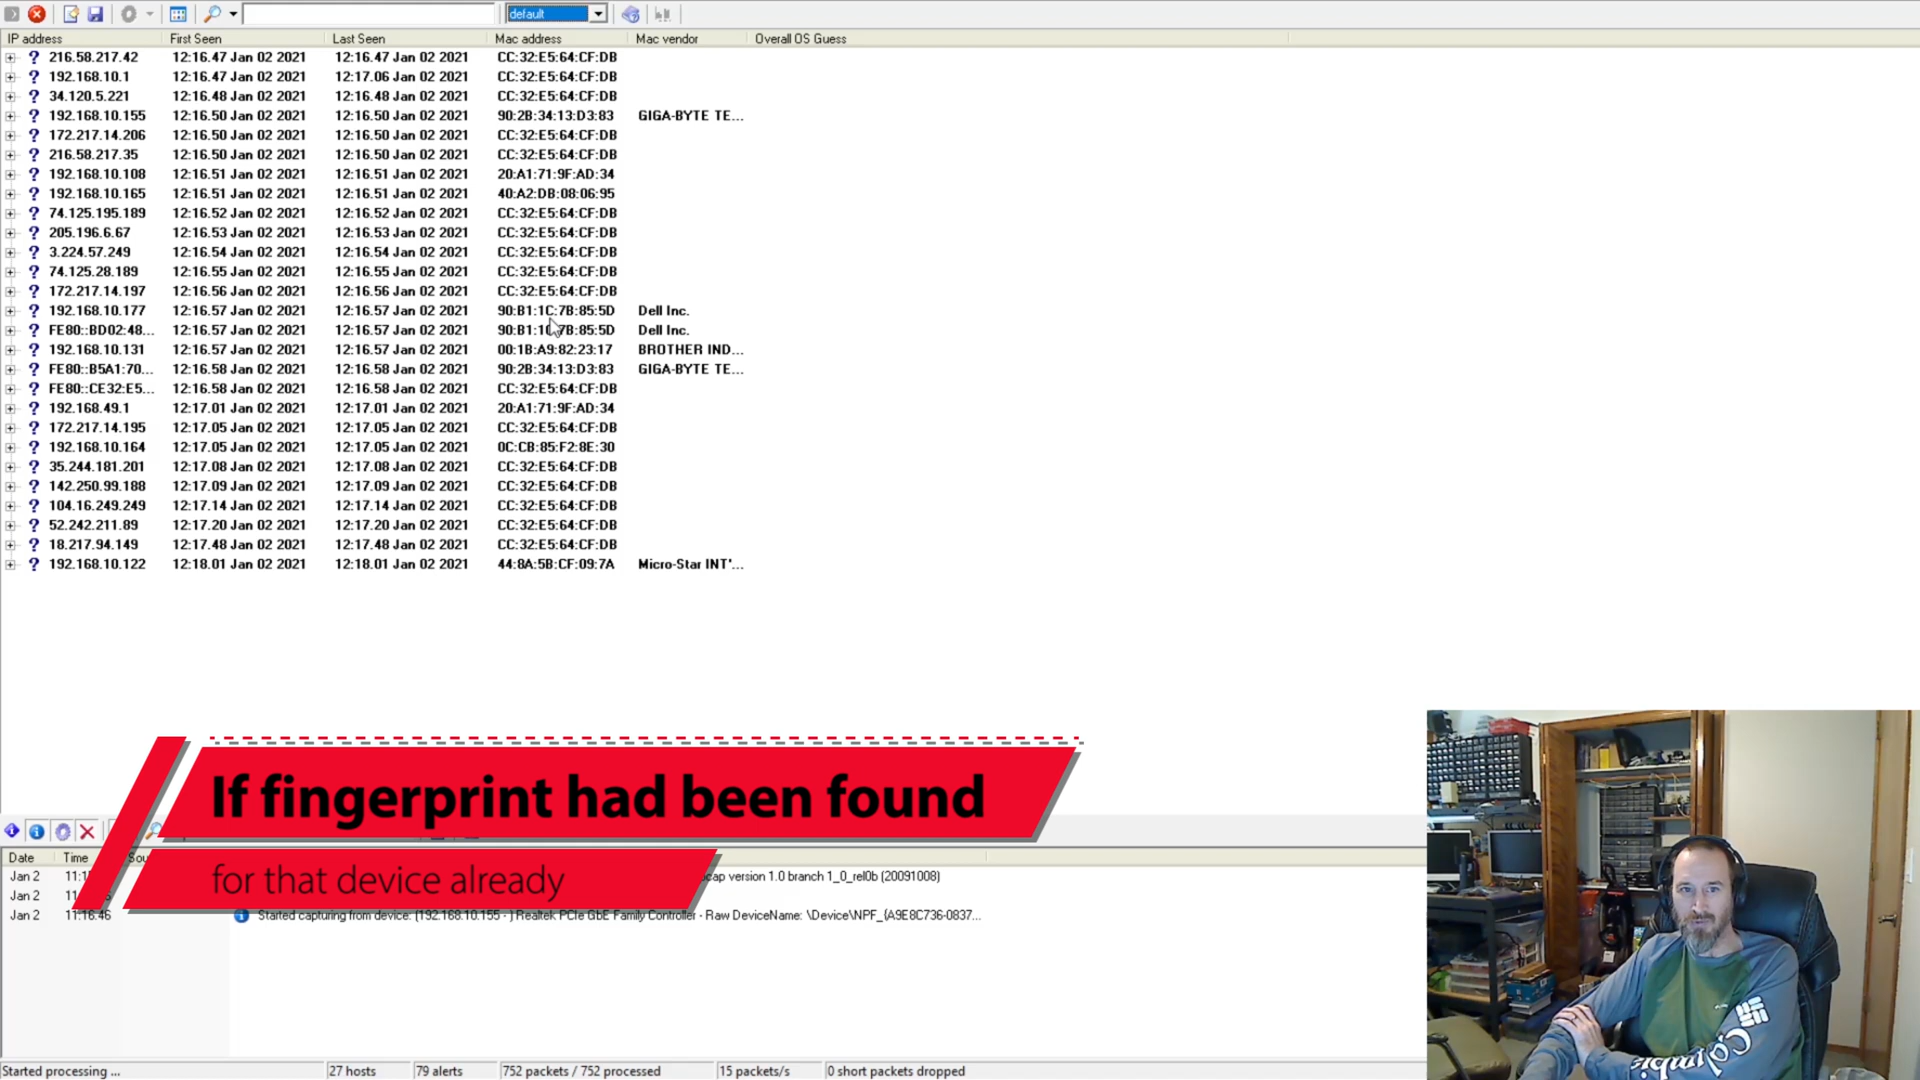 default
IP address First Seen Last Seen Mac address Mac vendor Overall OS Guess
? 216.58.217.42 12:16.47 Jan 02 2021 12:16.47 Jan 02 2021 CC:32:E5:64:CF:DB
? 192.168.10.1 12:16.47 Jan 02 2021 12:17.06 Jan 02 2021 CC:32:E5:64:CF:DB
? 34.120.5.221 12:16.48 Jan 02 2021 12:16.48 Jan 02 2021 CC:32:E5:64:CF:DB
? 192.168.10.155 12:16.50 Jan 02 2021 12:16.50 Jan 02 2021 90:2B:34:13:D3:83 GIGA-BYTE TE...
? 172.217.14.206 12:16.50 Jan 02 2021 12:16.50 Jan 02 2021 CC:32:E5:64:CF:DB
? 216.58.217.35 12:16.50 Jan 02 2021 12:16.50 Jan 02 2021 CC:32:E5:64:CF:DB
? 192.168.10.108 12:16.51 Jan 02 2021 12:16.51 Jan 02 2021 20:A1:71:9F:AD:34
? 192.168.10.165 12:16.51 Jan 02 2021 12:16.51 Jan 02 2021 40:A2:DB:08:06:95
? 74.125.195.189 12:16.52 Jan 02 2021 12:16.52 Jan 02 2021 CC:32:E5:64:CF:DB
? 205.196.6.67 12:16.53 Jan 02 2021 12:16.53 Jan 02 2021 CC:32:E5:64:CF:DB
? 3.224.57.249 12:16.54 Jan 02 2021 12:16.54 Jan 02 2021 CC:32:E5:64:CF:DB
? 74.125.28.189 12:16.55 Jan 02 2021 12:16.55 Jan 02 2021 CC:32:E5:64:CF:DB
? 172.217.14.197 12:16.56 Jan 02 2021 12:16.56 Jan 02 2021 CC:32:E5:64:CF:DB
? 192.168.10.177 12:16.57 Jan 02 2021 12:16.57 Jan 02 2021 90:B1:1C:7B:85:5D Dell Inc.
? FE80::BD02:48... 12:16.57 Jan 02 2021 12:16.57 Jan 02 2021 90:B1:1C:7B:85:5D Dell Inc.
? 192.168.10.131 12:16.57 Jan 02 2021 12:16.57 Jan 02 2021 00:1B:A9:82:23:17 BROTHER IND...
? FE80::B5A1:70... 12:16.58 Jan 02 2021 12:16.58 Jan 02 2021 90:2B:34:13:D3:83 GIGA-BYTE TE...
? FE80::CE32:E5... 12:16.58 Jan 02 2021 12:16.58 Jan 02 2021 CC:32:E5:64:CF:DB
? 192.168.49.1 12:17.01 Jan 02 2021 12:17.01 Jan 02 2021 20:A1:71:9F:AD:34
? 172.217.14.195 12:17.05 Jan 02 2021 12:17.05 Jan 02 2021 CC:32:E5:64:CF:DB
? 192.168.10.164 12:17.05 Jan 02 2021 12:17.05 Jan 02 2021 0C:CB:85:F2:8E:30
? 35.244.181.201 12:17.08 Jan 02 2021 12:17.08 Jan 02 2021 CC:32:E5:64:CF:DB
? 142.250.99.188 12:17.09 Jan 02 2021 12:17.09 Jan 02 2021 CC:32:E5:64:CF:DB
? 104.16.249.249 12:17.14 Jan 02 2021 12:17.14 Jan 02 2021 CC:32:E5:64:CF:DB
? 52.242.211.89 12:17.20 Jan 02 2021 12:17.20 Jan 02 2021 CC:32:E5:64:CF:DB
? 18.217.94.149 12:17.48 Jan 02 2021 12:17.48 Jan 02 2021 CC:32:E5:64:CF:DB
? 192.168.10.122 12:18.01 Jan 02 2021 12:18.01 Jan 02 2021 44:8A:5B:CF:09:7A Micro-Star INT'...
If fingerprint had been found
for that device already
Date Time Sou
Jan 2 11:1 cap version 1.0 branch 1_0_rel0b (20091008)
Jan 2
Jan 2 11:16.46 Started capturing from device: (192.168.10.155 - ) Realtek PCIe GbE Family Controller - Raw DeviceName: \Device\NPF_{A9E8C736-0837...
Columbia
Started processing ... 27 hosts 79 alerts 752 packets / 752 processed 15 packets/s 0 short packets dropped